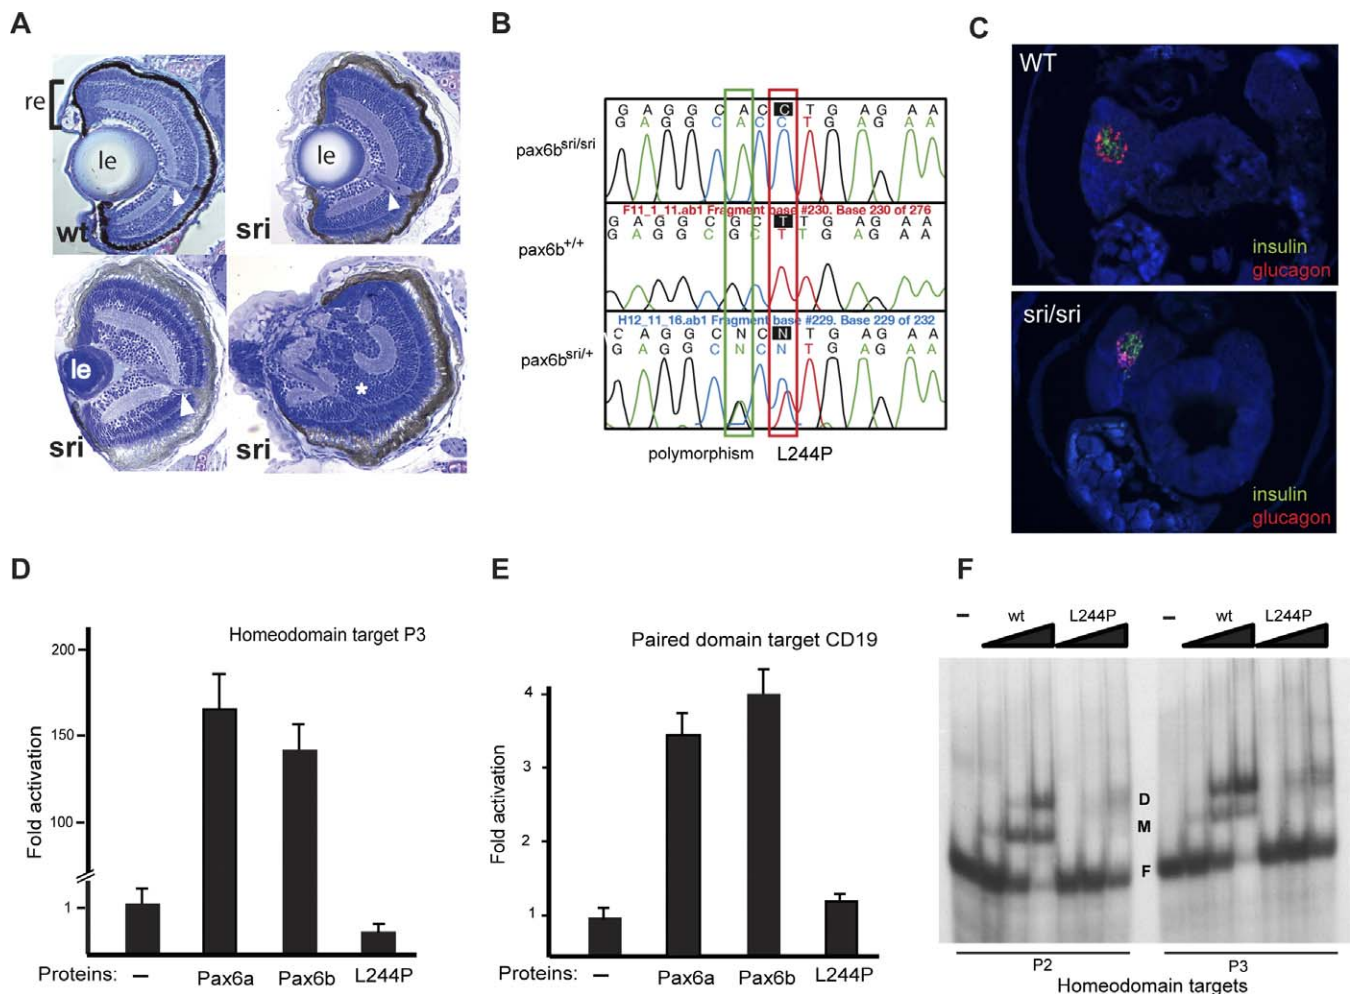 A
re
le
wt
le
sri
le
sri
sri
*
B
pax6b^sri/sri
G A G G C A C C T G A G A A
G A G G C A C C T G A G A A
F11_1_11.ab1 Fragment base #230. Base 230 of 276
pax6b^+/+
G A G G C G C T T G A G A A
G A G G C G C T T G A G A A
H12_11_16.ab1 Fragment base #229. Base 229 of 232
pax6b^sri/+
C A G G C N C N T G A G A A
G A G G C N C N T G A G A A
polymorphism L244P
C
WT
insulin
glucagon
sri/sri
insulin
glucagon
D
Homeodomain target P3
Fold activation
200
150
100
1
Proteins: – Pax6a Pax6b L244P
E
Paired domain target CD19
Fold activation
4
3
2
1
Proteins: – Pax6a Pax6b L244P
F
– wt L244P – wt L244P
D
M
F
P2 P3
Homeodomain targets